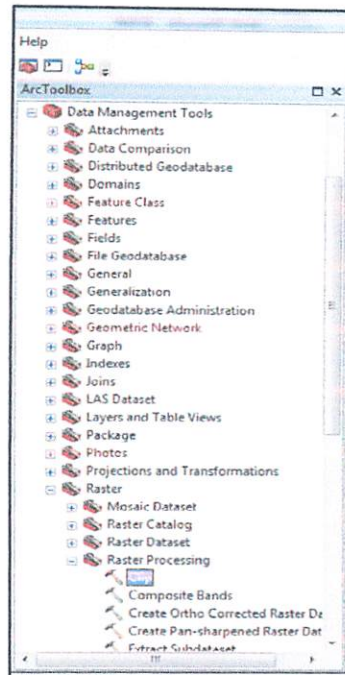 Help
ArcToolbox
Data Management Tools
Attachments
Data Comparison
Distributed Geodatabase
Domains
Feature Class
Features
Fields
File Geodatabase
General
Generalization
Geodatabase Administration
Geometric Network
Graph
Indexes
Joins
LAS Dataset
Layers and Table Views
Package
Photos
Projections and Transformations
Raster
Mosaic Dataset
Raster Catalog
Raster Dataset
Raster Processing
Composite Bands
Create Ortho Corrected Raster Da
Create Pan-sharpened Raster Dat
Extract Subdataset